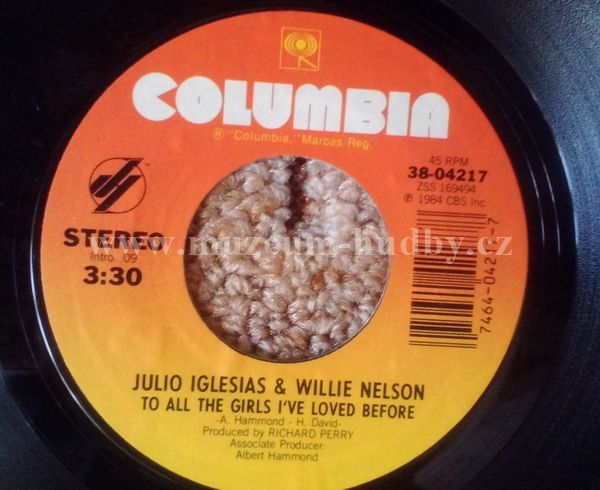 COLUMBIA
® "Columbia," Marcas Reg.
45 RPM
38-04217
ZSS 169494
℗ 1984 CBS Inc.
STEREO
Intro. :09
3:30
www.muzeum-hudby.cz
JULIO IGLESIAS & WILLIE NELSON
TO ALL THE GIRLS I'VE LOVED BEFORE
-A. Hammond - H. David-
Produced by RICHARD PERRY
Associate Producer:
Albert Hammond